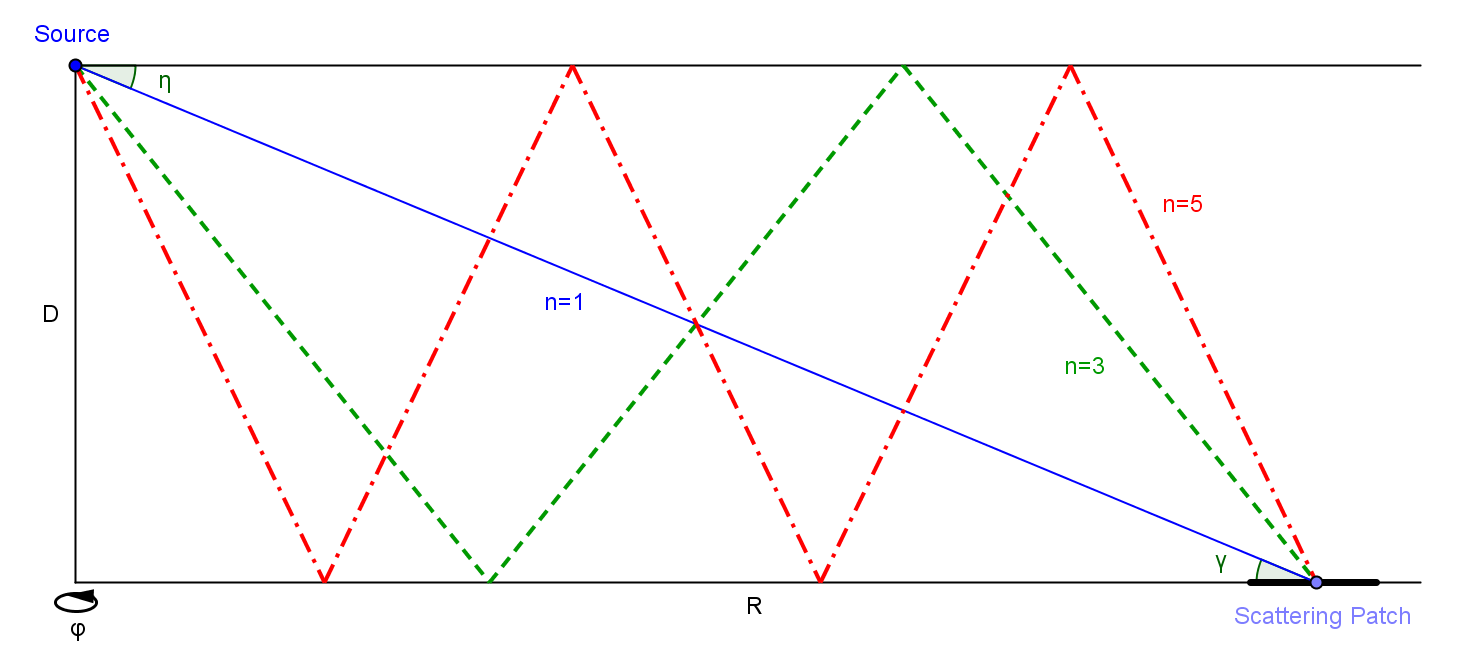 Source
η
n=5
n=1
D
n=3
γ
R
Scattering Patch
φ